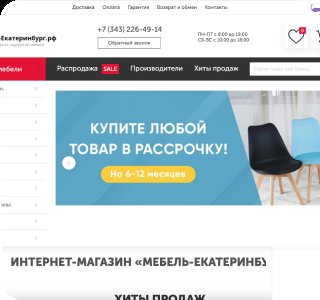 Доставка Оплата Гарантия Возврат и обмен Контакты
-Екатеринбург.рф
+7 (343) 226-49-14
Обратный звонок
ПН-ПТ с 8:00 до 19:00
СБ-ВС с 10:00 до 16:00
0
мебели
Распродажа SALE Производители Хиты продаж
КУПИТЕ ЛЮБОЙ
ТОВАР В РАССРОЧКУ!
На 6-12 месяцев
ИНТЕРНЕТ-МАГАЗИН «МЕБЕЛЬ-ЕКАТЕРИНБУ
ХИТЫ ПРОДАЖ